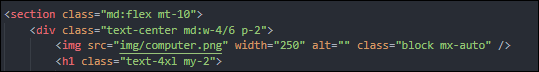 <section class="md:flex mt-10">
<div class="text-center md:w-4/6 p-2">
<img src="img/computer.png" width="250" alt="" class="block mx-auto" />
<h1 class="text-4xl my-2">